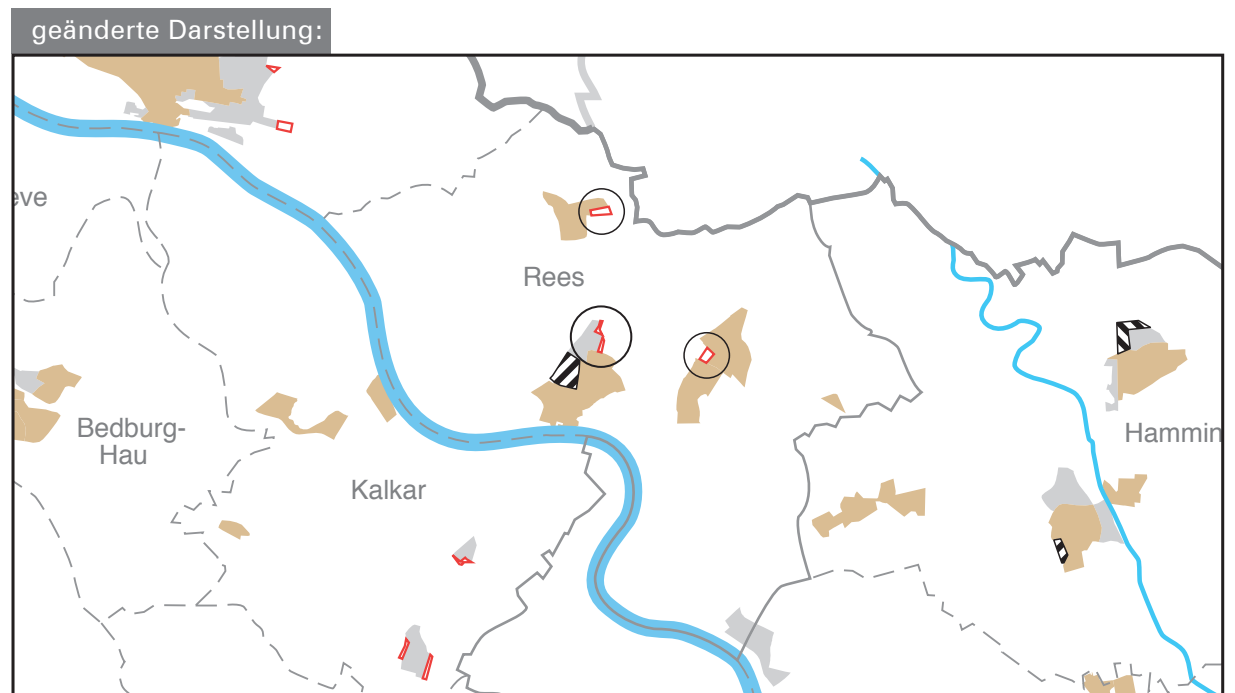 geänderte Darstellung:
eve
Rees
Bedburg-
Hau
Hammin
Kalkar